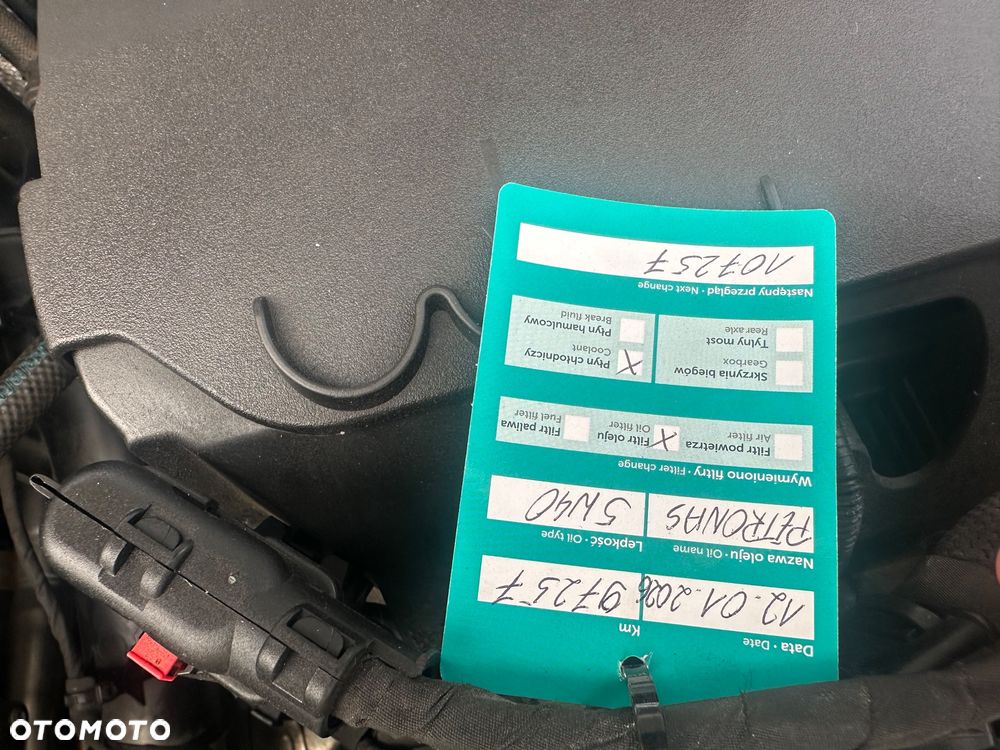 Data · Date
Km
12.01.2026 97257
Nazwa oleju · Oil name
Lepkość · Oil type
PETRONAS
5W40
Wymieniono filtry · Filter change
Filtr powietrza
Air filter
X
Filtr oleju
Oil filter
Filtr paliwa
Fuel filter
Skrzynia biegów
Gearbox
X
Płyn chłodniczy
Coolant
Tylny most
Rear axle
Płyn hamulcowy
Break fluid
Następny przegląd · Next change
107257
OTOMOTO